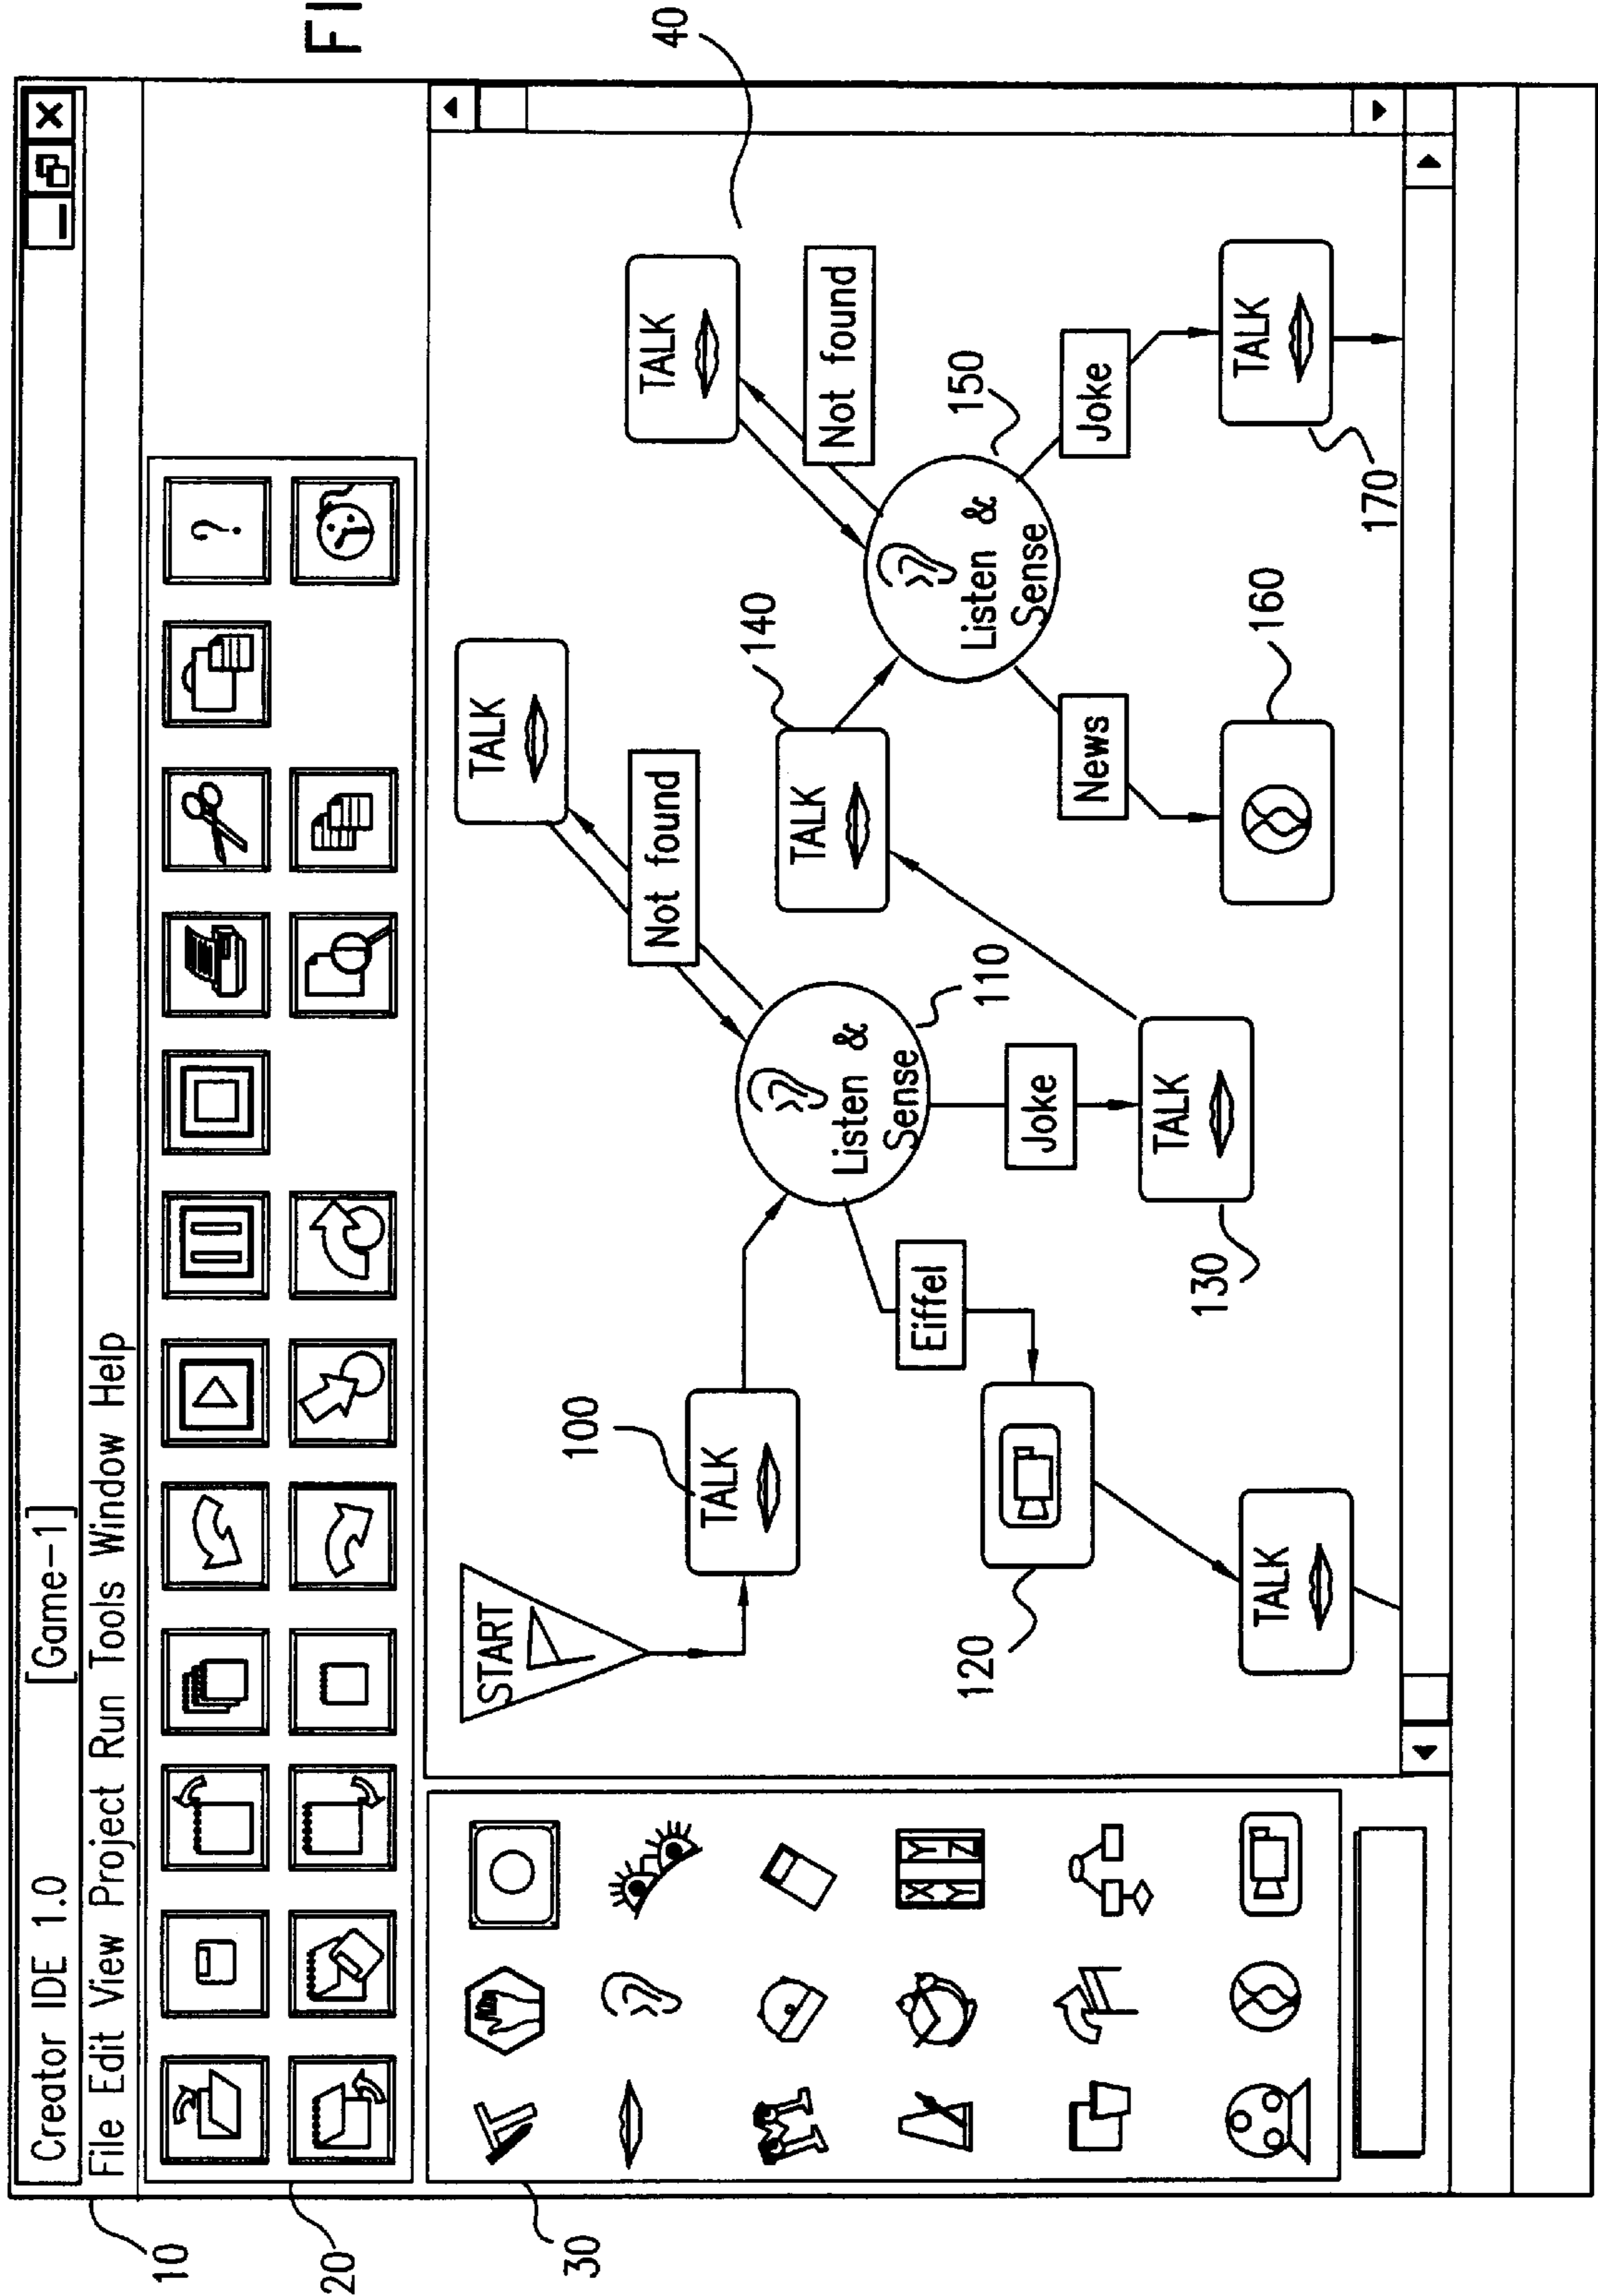 FI
Creator IDE 1.0 [Game-1]
File Edit View Project Run Tools Window Help
?
10
20
30
40
X Y
Y Z
START
TALK
100
TALK
Not found
TALK
Not found
Listen &
Sense
110
TALK
140
Listen &
Sense
150
Eiffel
Joke
News
Joke
120
TALK
TALK
130
160
TALK
170